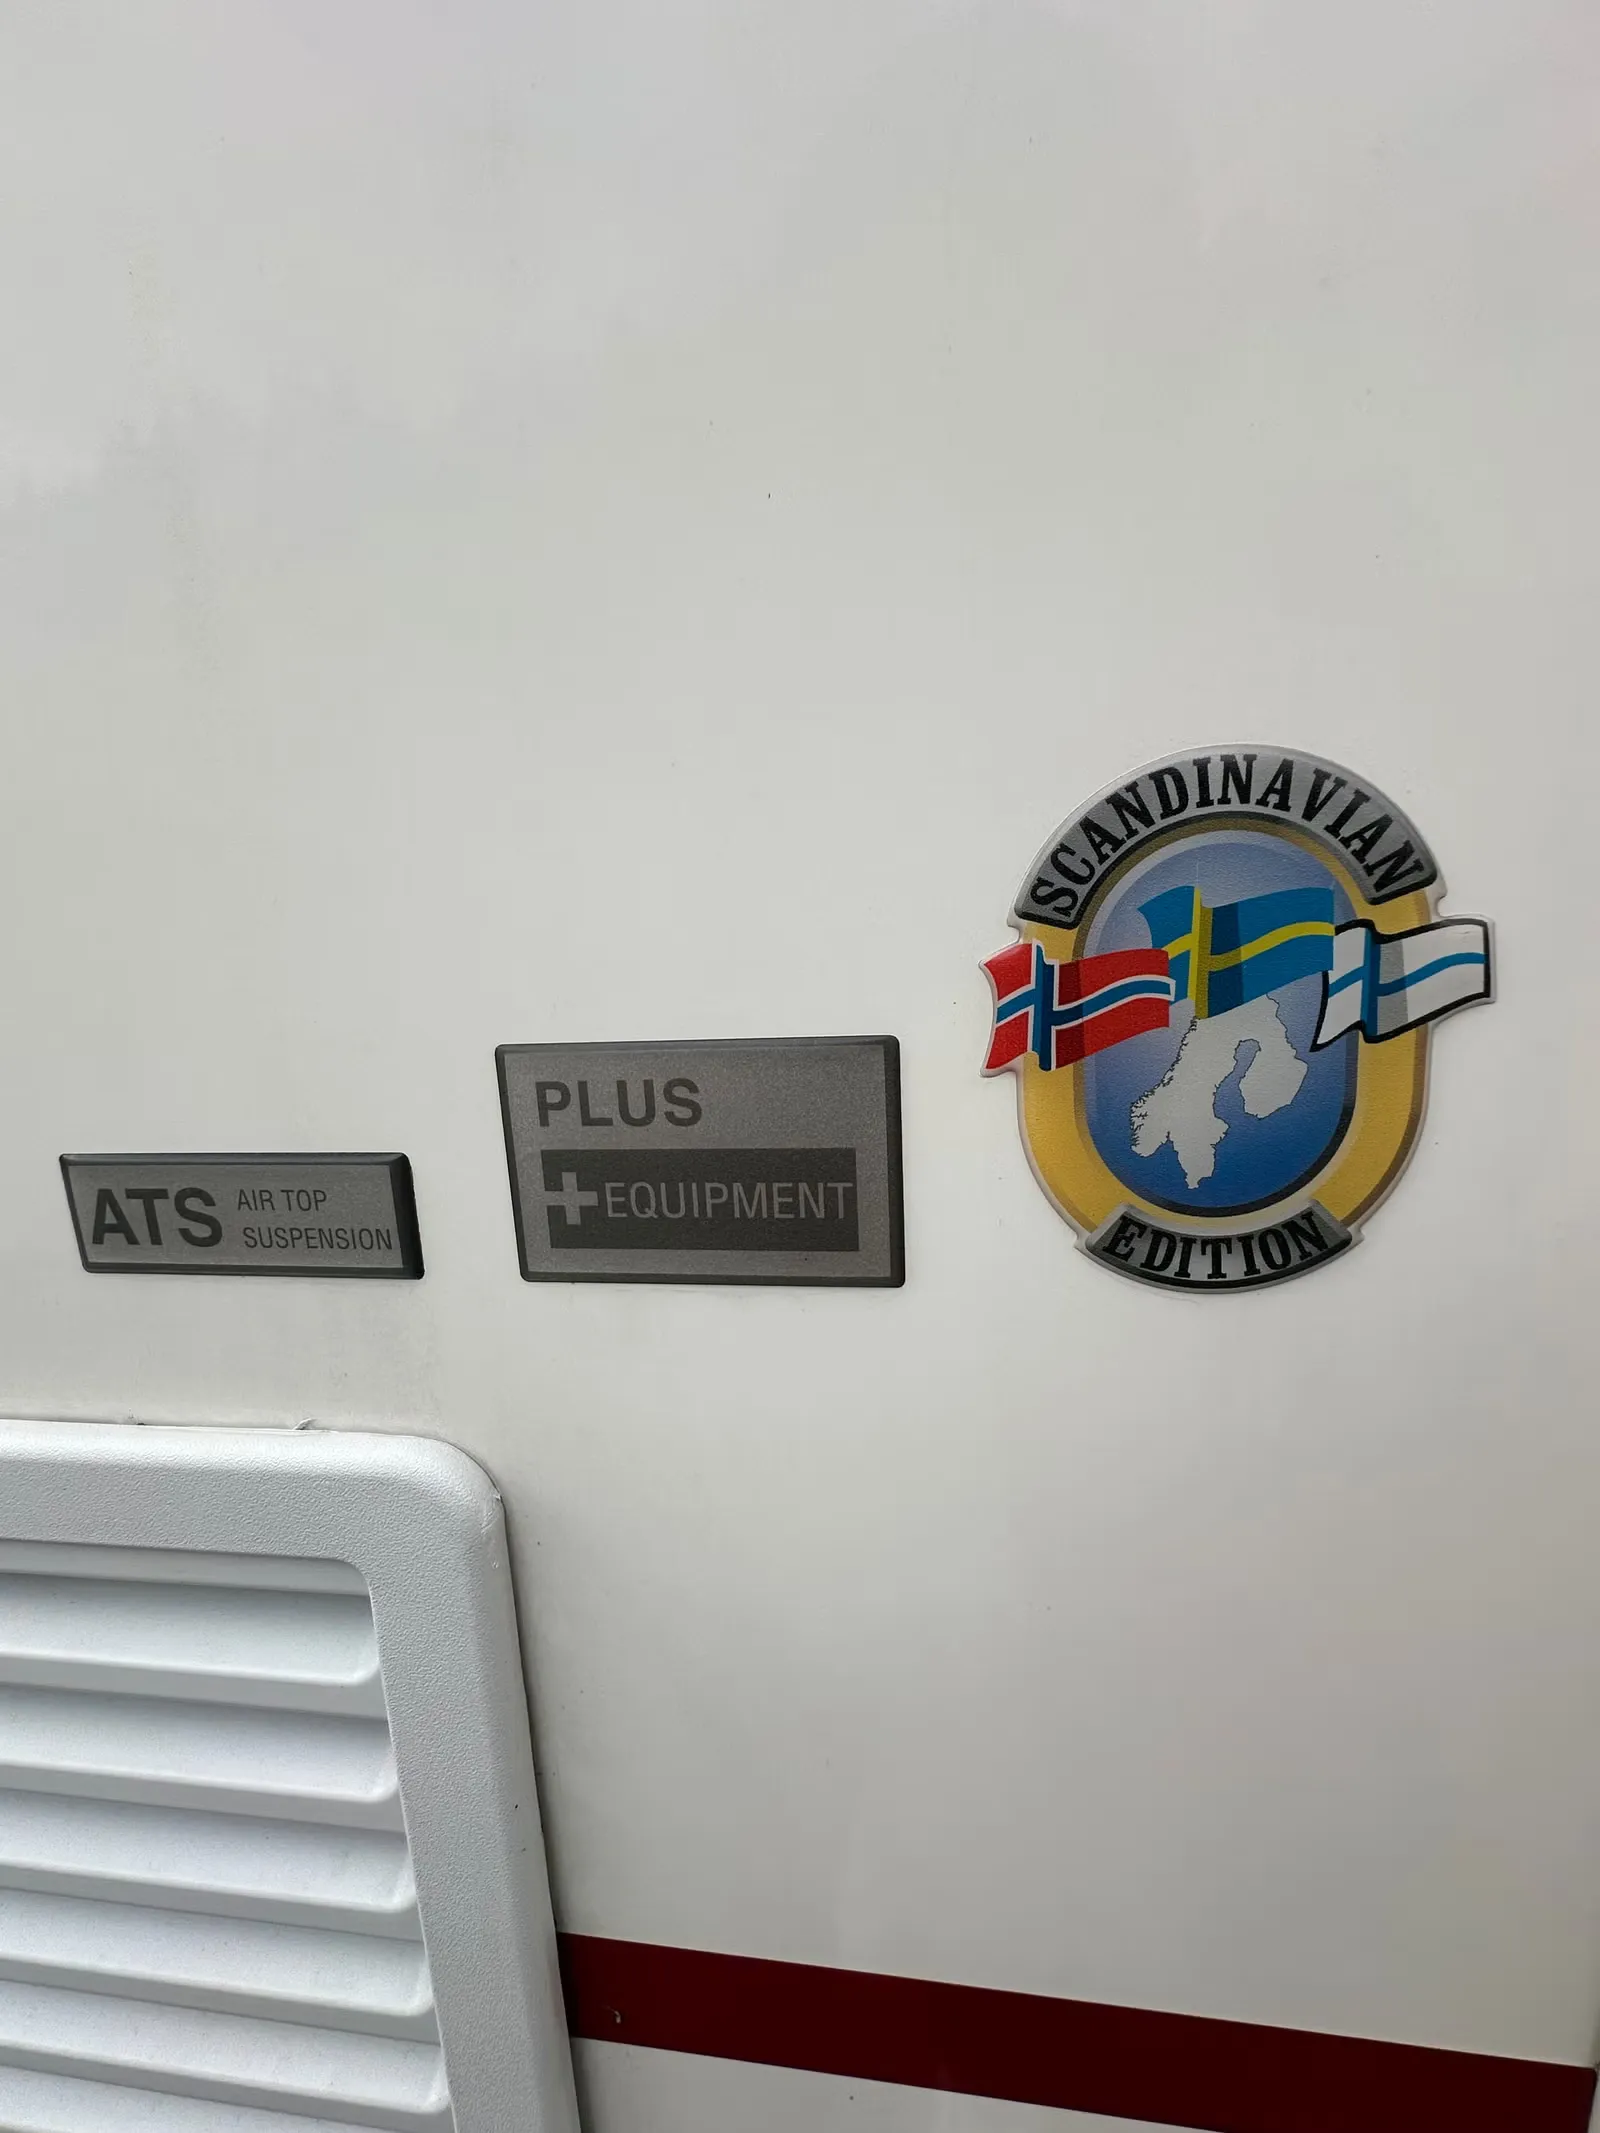 SCANDINAVIAN
EDITION
PLUS
EQUIPMENT
ATS AIR TOP
SUSPENSION